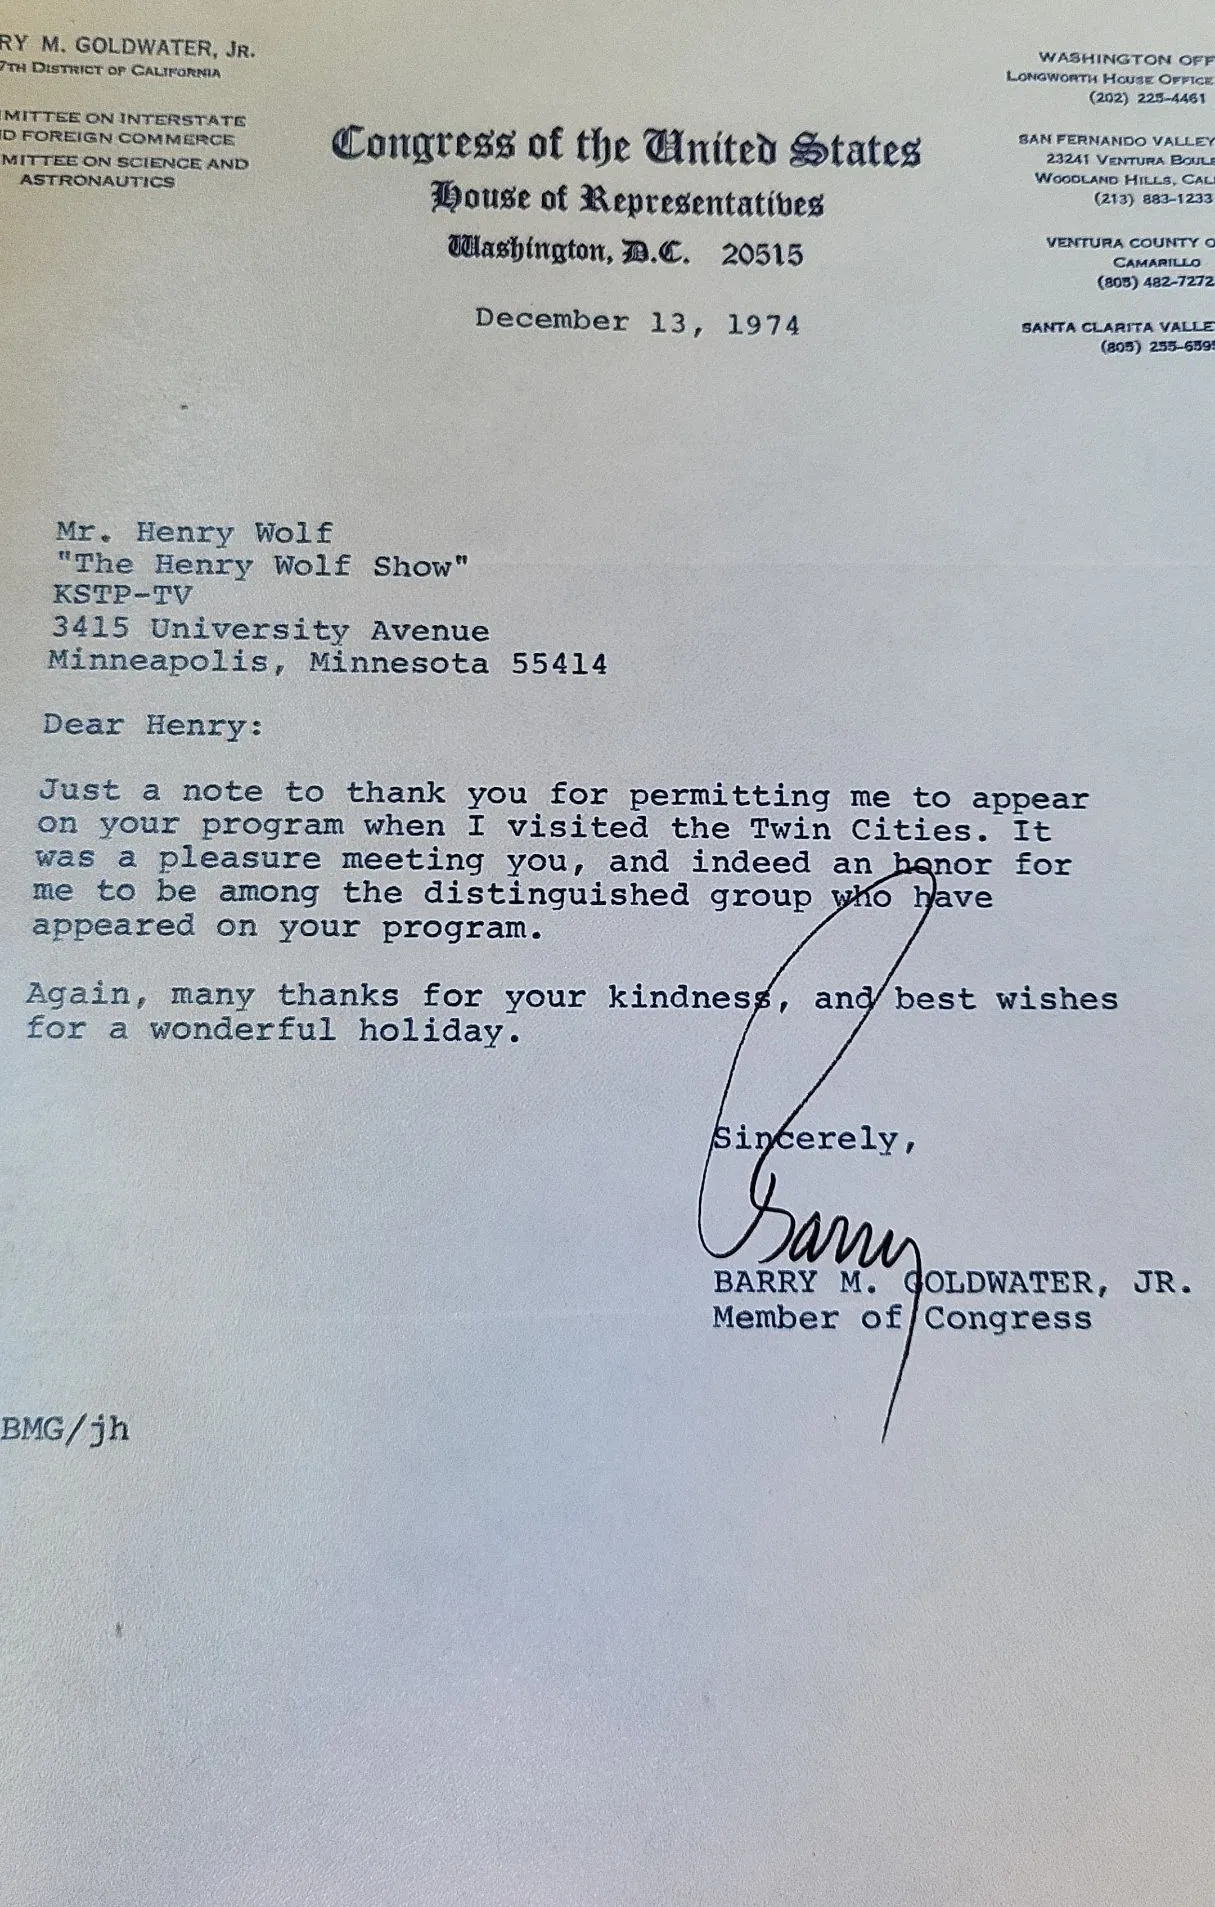 RY M. GOLDWATER, JR.
7TH DISTRICT OF CALIFORNIA
MITTEE ON INTERSTATE
D FOREIGN COMMERCE
MITTEE ON SCIENCE AND
ASTRONAUTICS
Congress of the United States
House of Representatives
Washington, D.C. 20515
December 13, 1974
WASHINGTON OFF
LONGWORTH HOUSE OFFICE
(202) 225-4461
SAN FERNANDO VALLEY
23241 VENTURA BOUL
WOODLAND HILLS, CAL
(213) 883-1233
VENTURA COUNTY O
CAMARILLO
(805) 482-7272
SANTA CLARITA VALLE
(805) 255-659
Mr. Henry Wolf
"The Henry Wolf Show"
KSTP-TV
3415 University Avenue
Minneapolis, Minnesota 55414
Dear Henry:
Just a note to thank you for permitting me to appear
on your program when I visited the Twin Cities. It
was a pleasure meeting you, and indeed an honor for
me to be among the distinguished group who have
appeared on your program.
Again, many thanks for your kindness, and best wishes
for a wonderful holiday.
Sincerely,
Barry
BARRY M. GOLDWATER, JR.
Member of Congress
BMG/jh